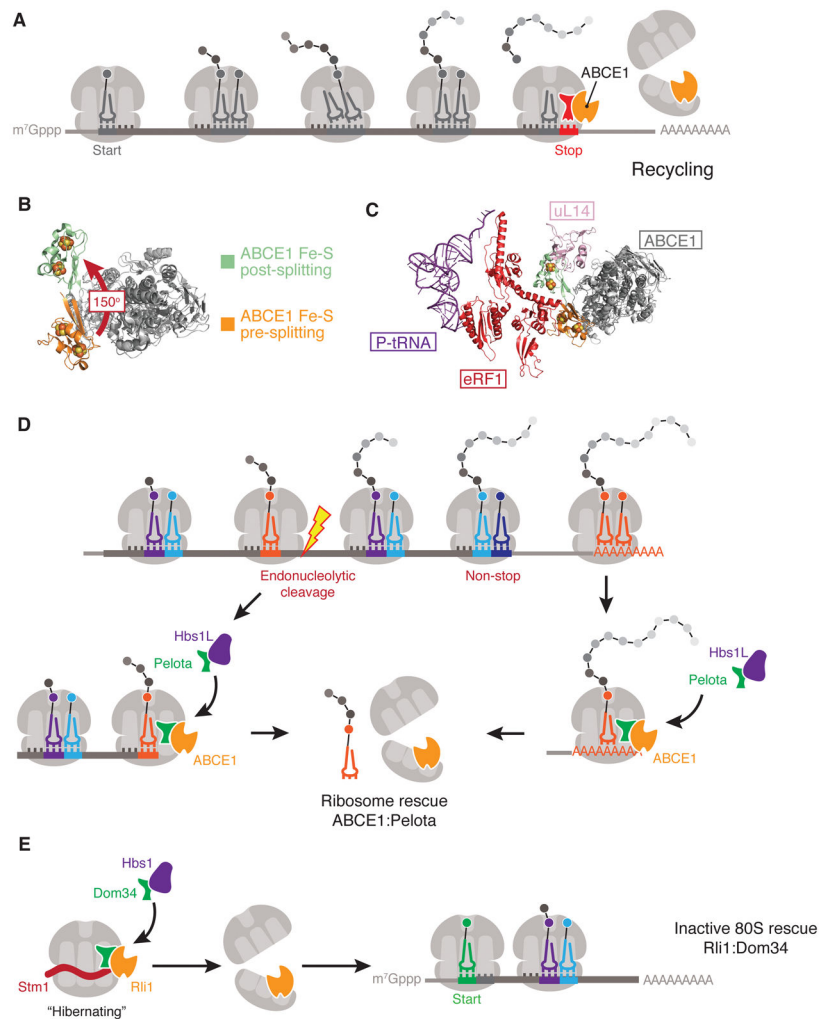 A
ABCE1
m⁷Gppp
AAAAAAAAA
Start
Stop
Recycling
B
ABCE1 Fe-S
post-splitting
150°
ABCE1 Fe-S
pre-splitting
C
uL14
ABCE1
P-tRNA
eRF1
D
AAAAAAAAA
Endonucleolytic
cleavage
Non-stop
Hbs1L
Pelota
ABCE1
Hbs1L
Pelota
AAAAAAAAA
ABCE1
Ribosome rescue
ABCE1:Pelota
E
Hbs1
Dom34
Stm1
Rli1
"Hibernating"
m⁷Gppp
Start
AAAAAAAAA
Inactive 80S rescue
Rli1:Dom34